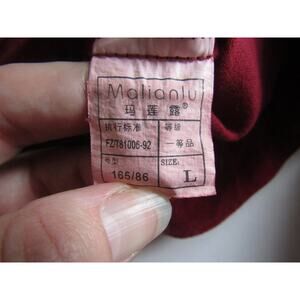 Malianlu
玛莲露®
执行标准 等级
FZ/T81006-92 一等品
号型 SIZE:
165/86 L